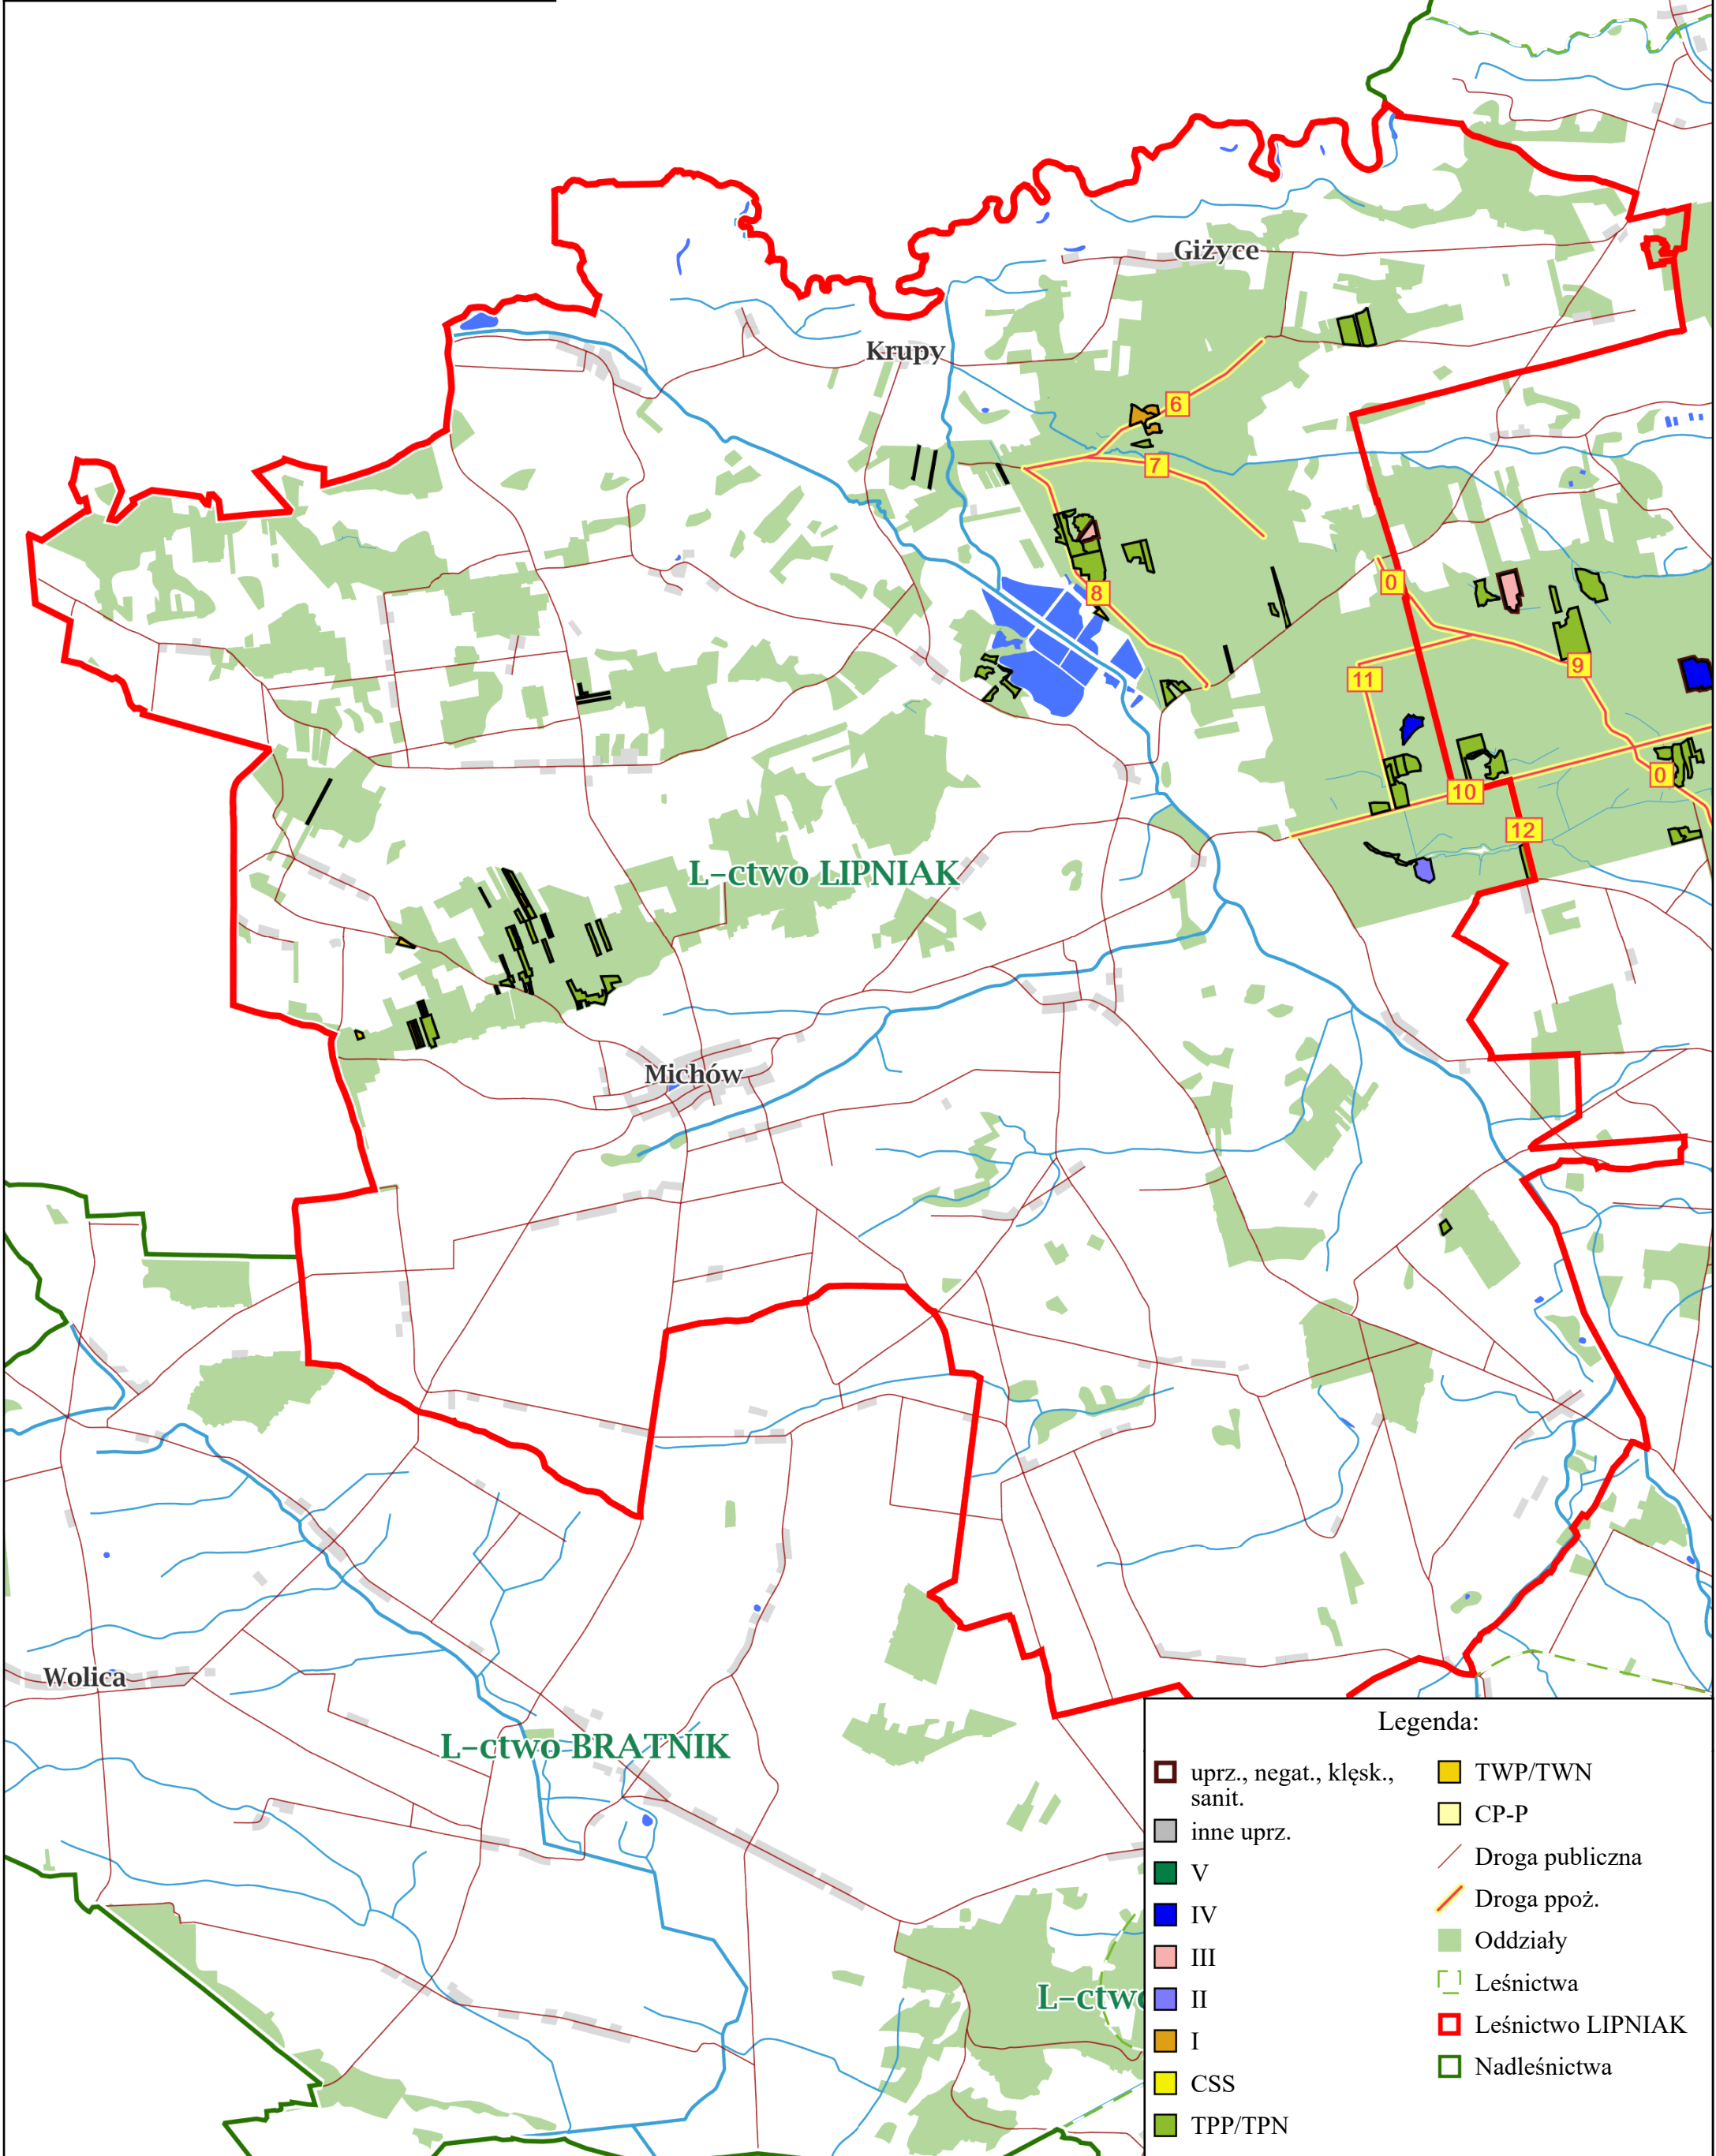 Giżyce
Krupy
6
7
8
0
11
9
10
0
12
L-ctwo LIPNIAK
Michów
Wolica
L-ctwo BRATNIK
Legenda:
uprz., negat., klęsk.,
sanit.
inne uprz.
V
IV
III
II
I
CSS
TPP/TPN
TWP/TWN
CP-P
Droga publiczna
Droga ppoż.
Oddziały
Leśnictwa
Leśnictwo LIPNIAK
Nadleśnictwa